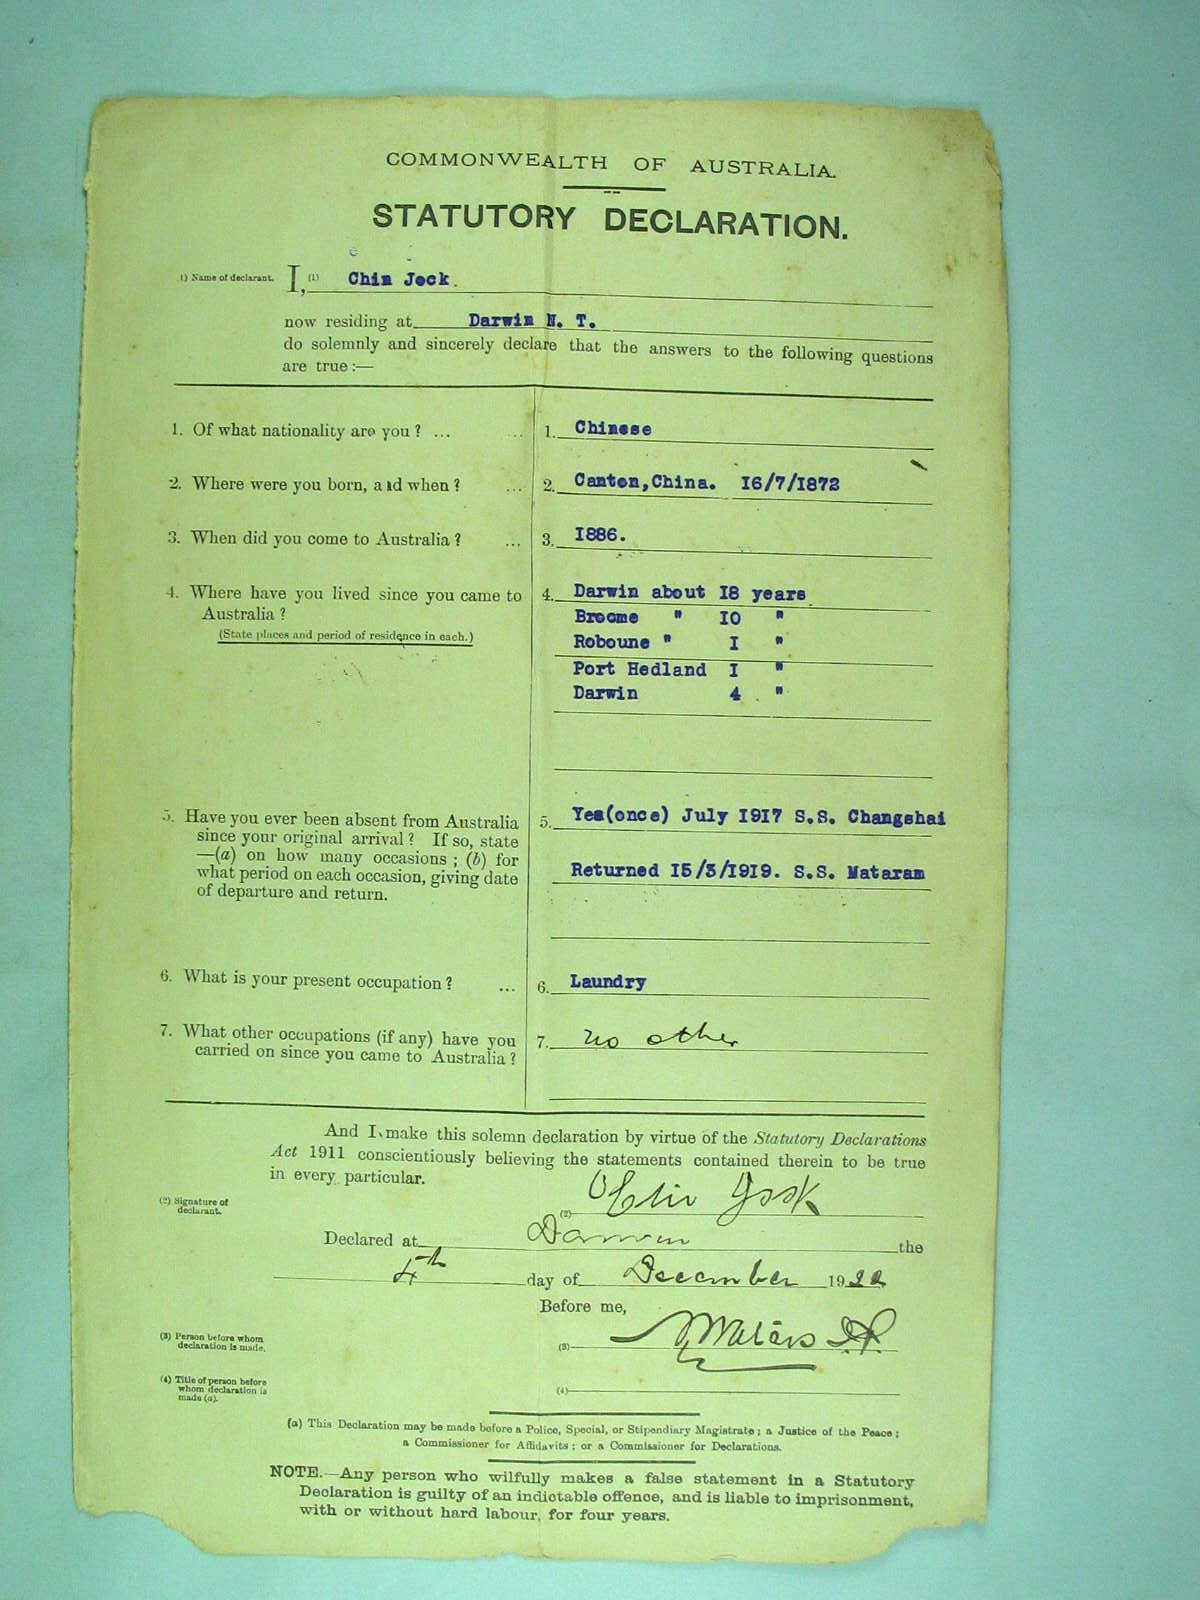 COMMONWEALTH OF AUSTRALIA.
STATUTORY DECLARATION.
1) Name of declarant. I, (1) Chin Jock.
now residing at Darwin N. T.
do solemnly and sincerely declare that the answers to the following questions
are true:—
1. Of what nationality are you? ... ... 1. Chinese
2. Where were you born, and when? ... 2. Canton, China. 16/7/1872
3. When did you come to Australia? ... 3. 1886.
4. Where have you lived since you came to 4. Darwin about 18 years
Australia? Broome " 10 "
(State places and period of residence in each.) Roboune " 1 "
Port Hedland 1 "
Darwin 4 "
5. Have you ever been absent from Australia 5. Yes(once) July 1917 S.S. Changshai
since your original arrival? If so, state
—(a) on how many occasions; (b) for
what period on each occasion, giving date Returned 15/3/1919. S.S. Mataram
of departure and return.
6. What is your present occupation? ... 6. Laundry
7. What other occupations (if any) have you 7. no other
carried on since you came to Australia?
And I make this solemn declaration by virtue of the Statutory Declarations
Act 1911 conscientiously believing the statements contained therein to be true
in every particular.
(2) Signature of
declarant. (2)
Declared at Darwin the
4th day of December 1922
Before me,
(3) Person before whom
declaration is made. (3) Waters J.P.
(4) Title of person before
whom declaration is
made (a). (4)
(a) This Declaration may be made before a Police, Special, or Stipendiary Magistrate; a Justice of the Peace;
a Commissioner for Affidavits; or a Commissioner for Declarations.
NOTE.—Any person who wilfully makes a false statement in a Statutory
Declaration is guilty of an indictable offence, and is liable to imprisonment,
with or without hard labour, for four years.